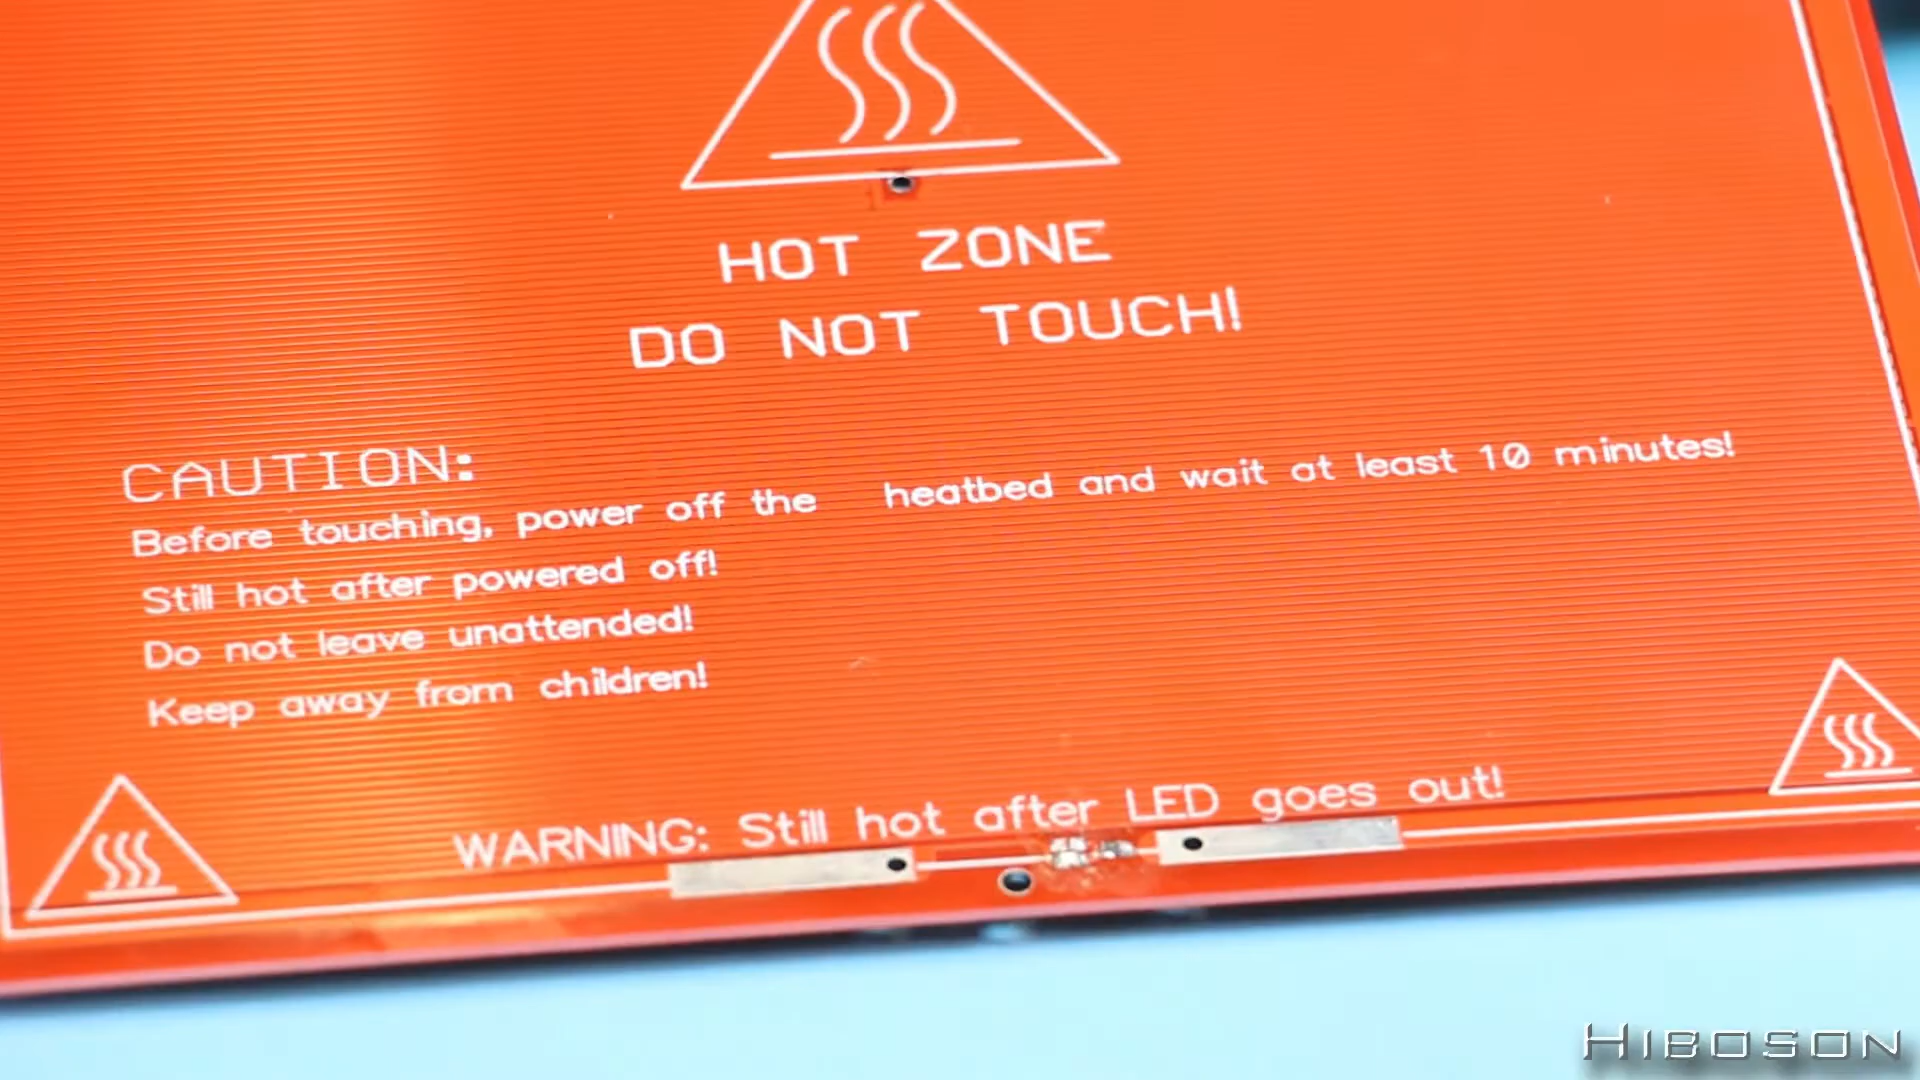 HOT ZONE
DO NOT TOUCH!
CAUTION:
Before touching, power off the heatbed and wait at least 10 minutes!
Still hot after powered off!
Do not leave unattended!
Keep away from children!
WARNING: Still hot after LED goes out!
HIBOSON